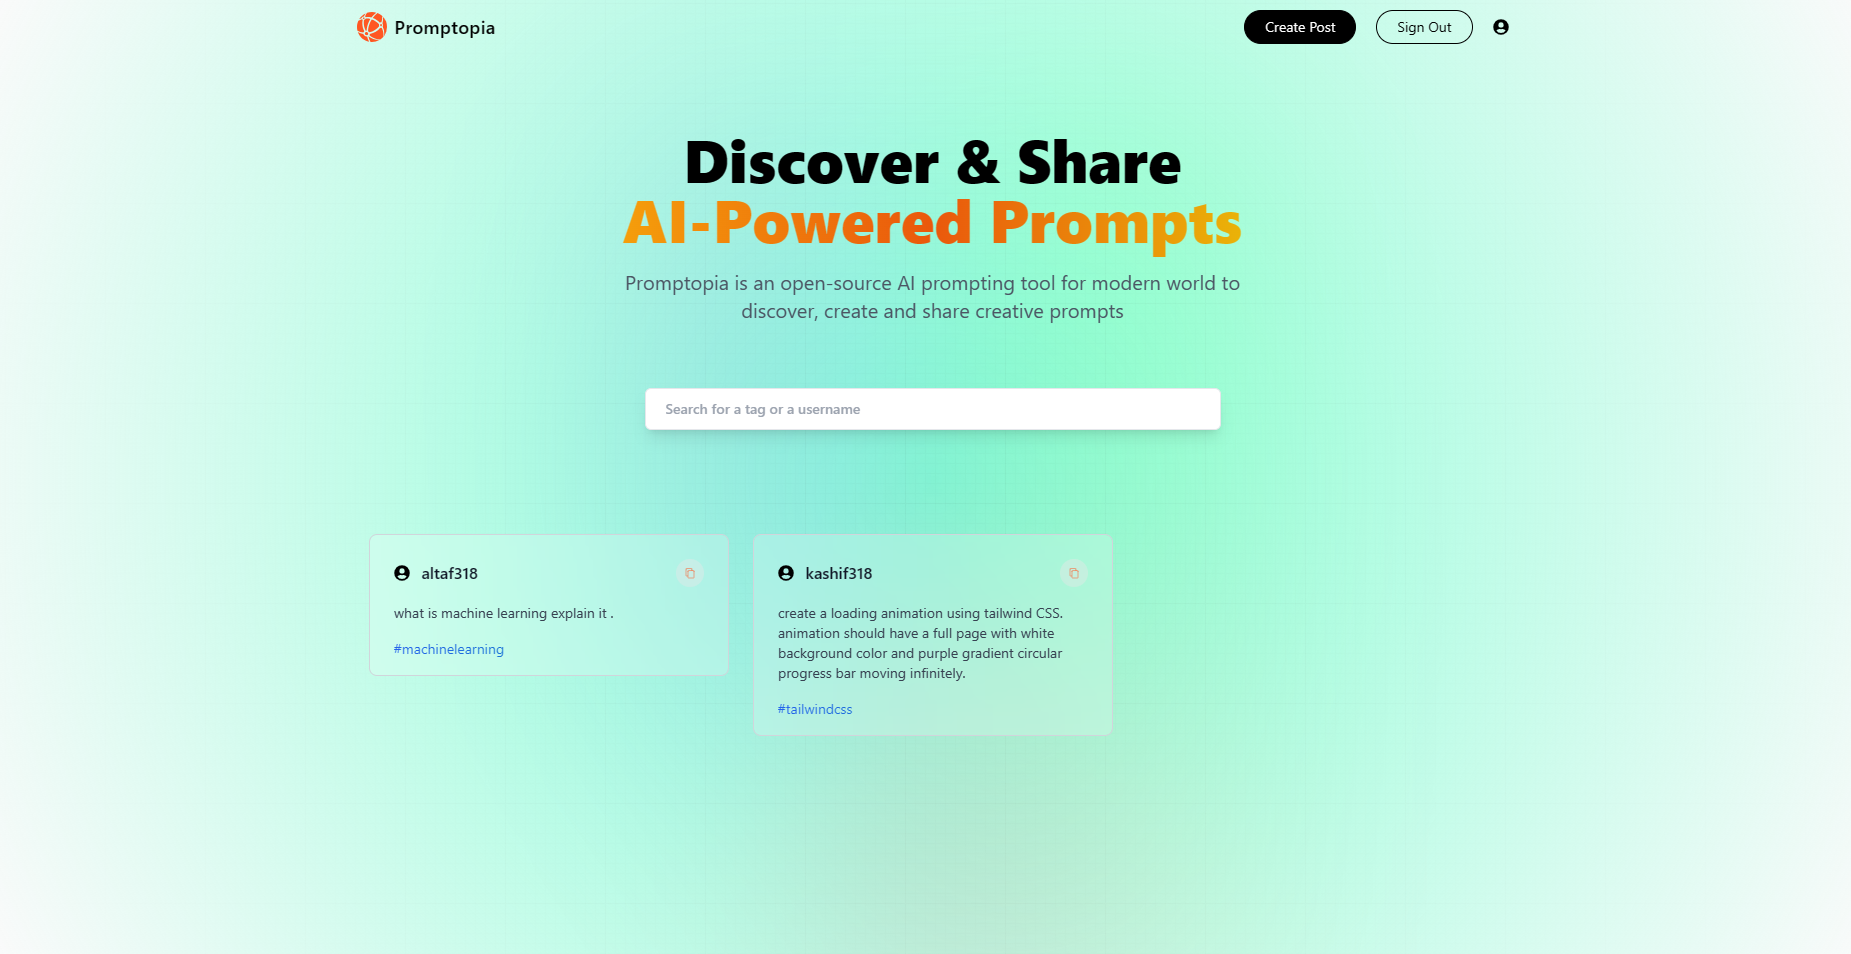 Promptopia
Create Post
Sign Out
Discover & Share
AI-Powered Prompts
Promptopia is an open-source AI prompting tool for modern world to
discover, create and share creative prompts
Search for a tag or a username
altaf318
what is machine learning explain it .
#machinelearning
kashif318
create a loading animation using tailwind CSS.
animation should have a full page with white
background color and purple gradient circular
progress bar moving infinitely.
#tailwindcss